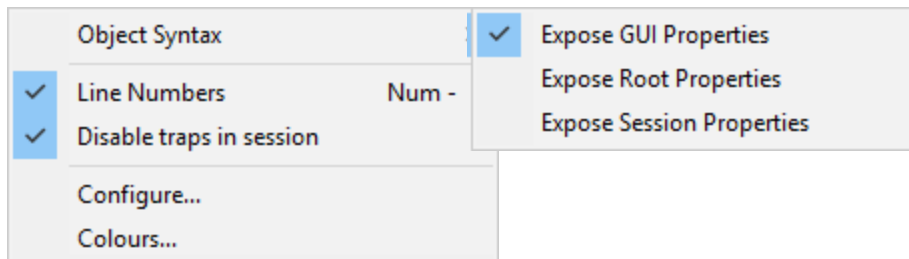 Object Syntax
Expose GUI Properties
Expose Root Properties
Expose Session Properties
Line Numbers Num -
Disable traps in session
Configure...
Colours...